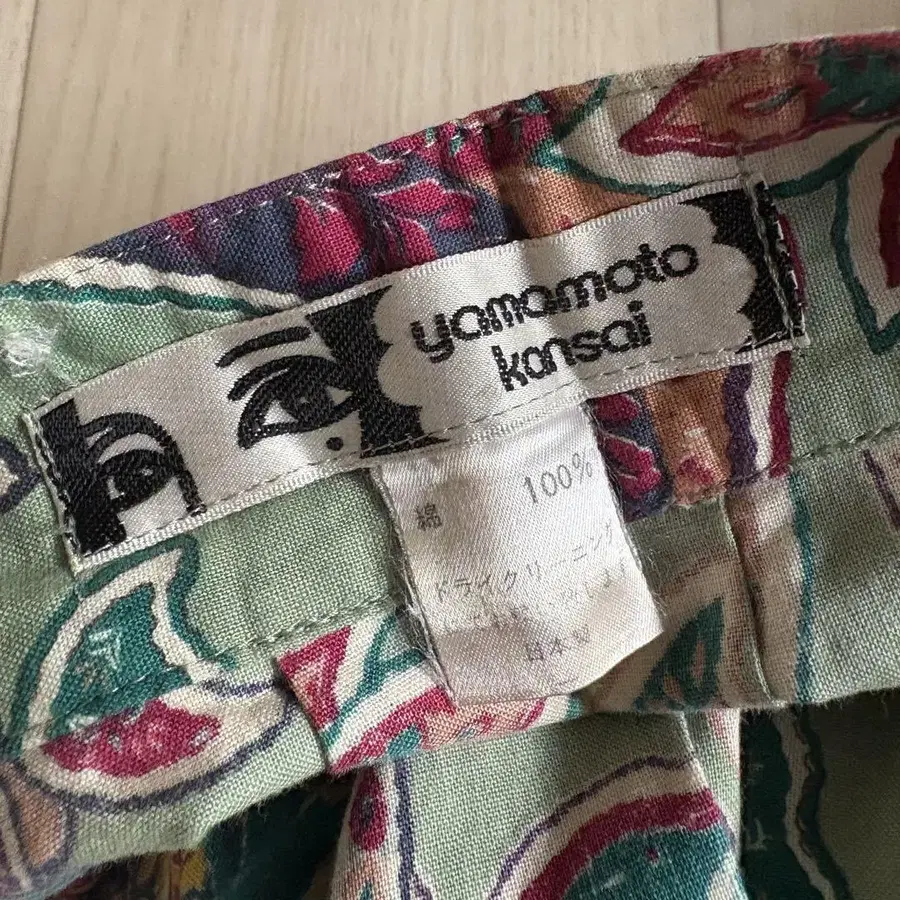 yamamoto
kansai
綿 100%
ドライクリーニング
日本製